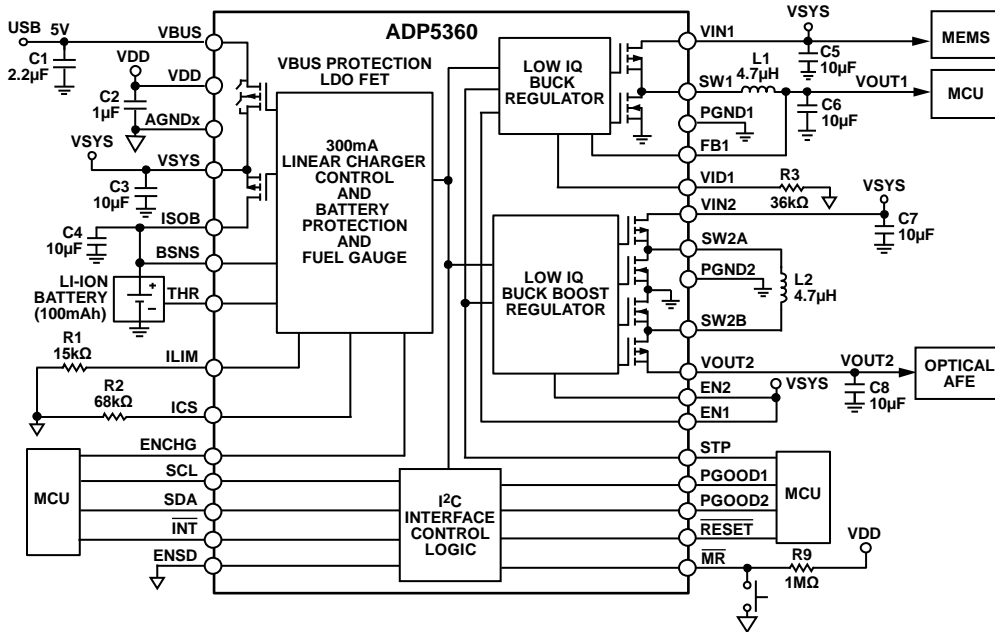 ADP5360
USB
5V
C1
2.2µF
VDD
C2
1µF
VSYS
C3
10µF
C4
10µF
LI-ION
BATTERY
(100mAh)
R1
15kΩ
R2
68kΩ
MCU
VBUS
VDD
AGNDx
VSYS
ISOB
BSNS
THR
ILIM
ICS
ENCHG
SCL
SDA
INT
ENSD
VBUS PROTECTION
LDO FET
300mA
LINEAR CHARGER
CONTROL
AND
BATTERY
PROTECTION
AND
FUEL GAUGE
LOW IQ
BUCK
REGULATOR
LOW IQ
BUCK BOOST
REGULATOR
I2C
INTERFACE
CONTROL
LOGIC
VIN1
SW1
PGND1
FB1
VID1
VIN2
SW2A
PGND2
SW2B
VOUT2
EN2
EN1
STP
PGOOD1
PGOOD2
RESET
MR
VSYS
C5
10µF
MEMS
L1
4.7µH
VOUT1
C6
10µF
MCU
R3
36kΩ
VSYS
C7
10µF
L2
4.7µH
VOUT2
C8
10µF
OPTICAL
AFE
VSYS
MCU
R9
1MΩ
VDD